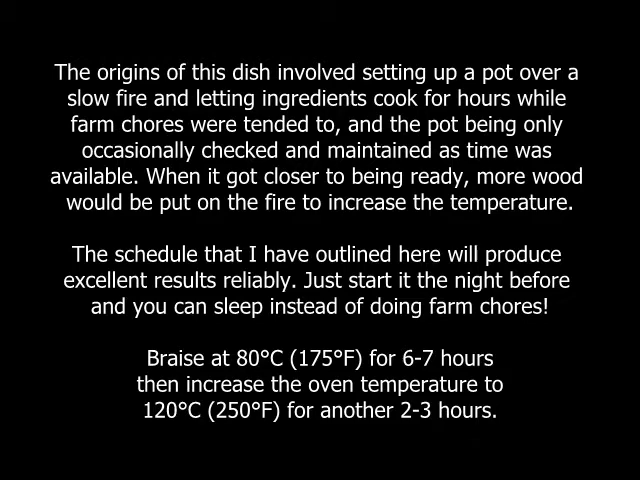 The origins of this dish involved setting up a pot over a
slow fire and letting ingredients cook for hours while
farm chores were tended to, and the pot being only
occasionally checked and maintained as time was
available. When it got closer to being ready, more wood
would be put on the fire to increase the temperature.
The schedule that I have outlined here will produce
excellent results reliably. Just start it the night before
and you can sleep instead of doing farm chores!
Braise at 80°C (175°F) for 6-7 hours
then increase the oven temperature to
120°C (250°F) for another 2-3 hours.